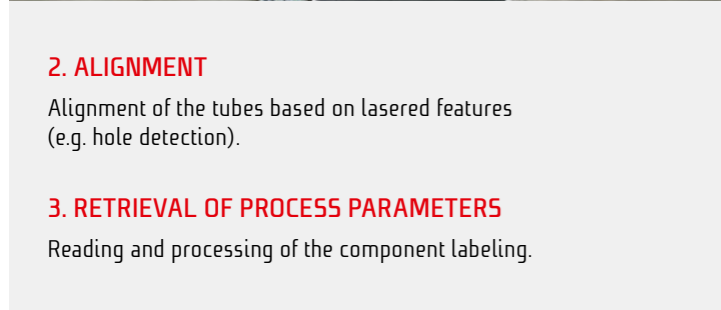 2. ALIGNMENT
Alignment of the tubes based on lasered features
(e.g. hole detection).
3. RETRIEVAL OF PROCESS PARAMETERS
Reading and processing of the component labeling.